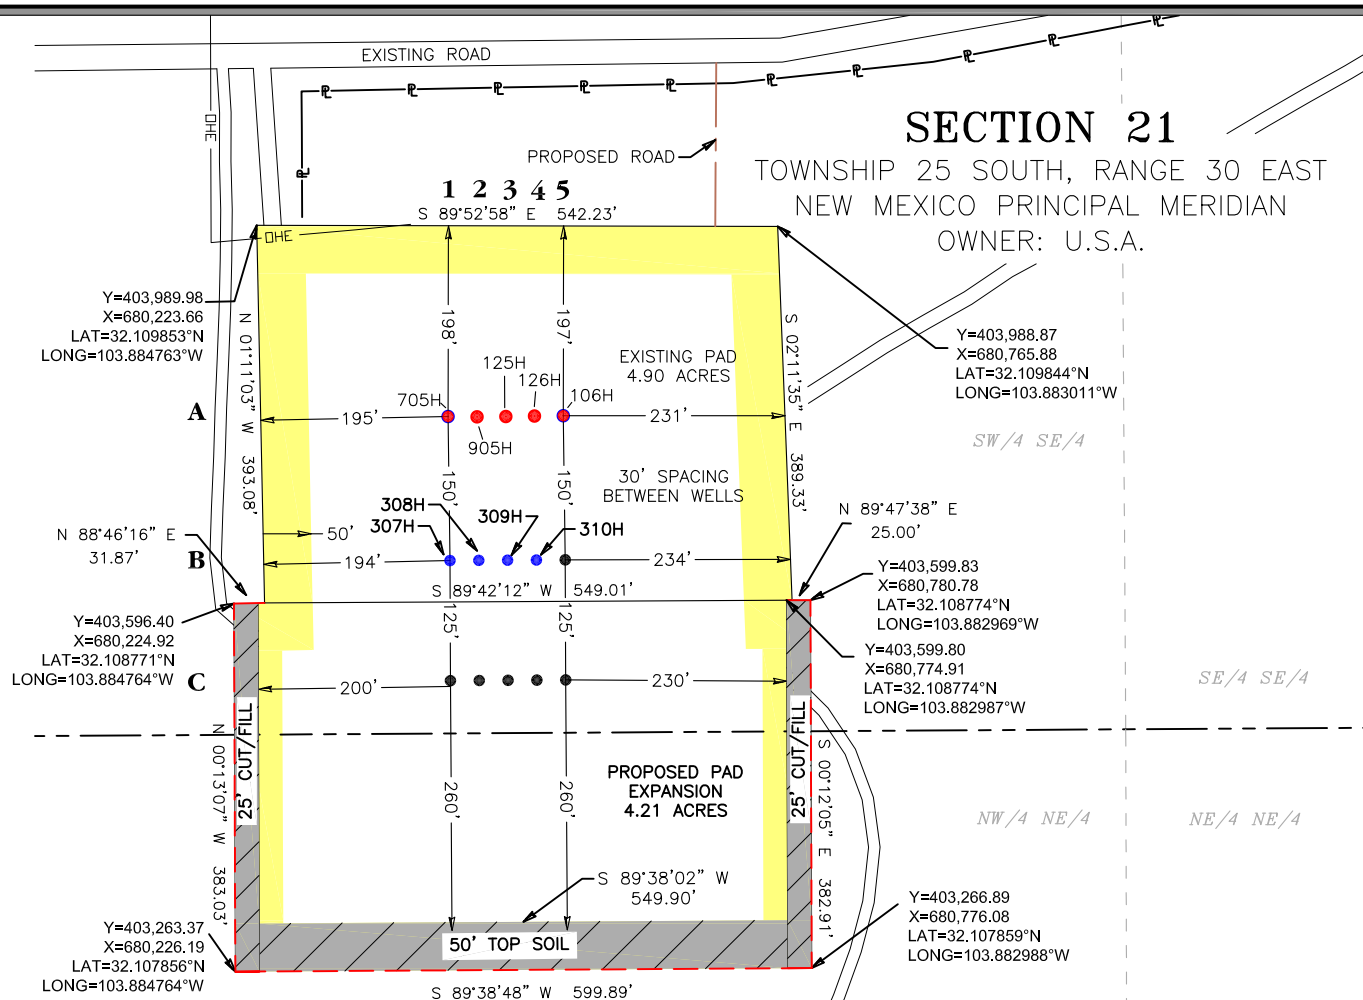 EXISTING ROAD
OHE
PROPOSED ROAD
SECTION 21
TOWNSHIP 25 SOUTH, RANGE 30 EAST
NEW MEXICO PRINCIPAL MERIDIAN
OWNER: U.S.A.
1 2 3 4 5
S 89°52'58" E 542.23'
OHE
Y=403,989.98
X=680,223.66
LAT=32.109853°N
LONG=103.884763°W
N 01°11'03" W 393.08'
198'
197'
S 02°11'35" E 389.33'
Y=403,988.87
X=680,765.88
LAT=32.109844°N
LONG=103.883011°W
EXISTING PAD
4.90 ACRES
125H
126H
705H
106H
905H
A
195'
231'
SW/4 SE/4
150'
150'
30' SPACING
BETWEEN WELLS
308H
307H
309H
310H
50'
N 88°46'16" E
31.87'
N 89°47'38" E
25.00'
B
194'
234'
S 89°42'12" W 549.01'
Y=403,599.83
X=680,780.78
LAT=32.108774°N
LONG=103.882969°W
Y=403,596.40
X=680,224.92
LAT=32.108771°N
LONG=103.884764°W
125'
125'
Y=403,599.80
X=680,774.91
LAT=32.108774°N
LONG=103.882987°W
C
200'
230'
SE/4 SE/4
25' CUT/FILL
N 00°13'07" W 383.03'
25' CUT/FILL
S 00°12'05" E 382.91'
260'
260'
PROPOSED PAD
EXPANSION
4.21 ACRES
NW/4 NE/4
NE/4 NE/4
S 89°38'02" W
549.90'
Y=403,263.37
X=680,226.19
LAT=32.107856°N
LONG=103.884764°W
50' TOP SOIL
Y=403,266.89
X=680,776.08
LAT=32.107859°N
LONG=103.882988°W
S 89°38'48" W 599.89'